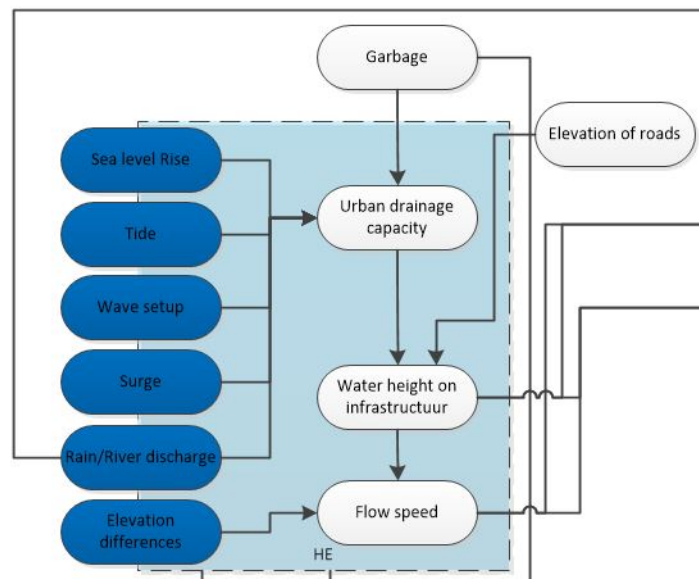 Garbage
Elevation of roads
Sea level Rise
Urban drainage
capacity
Tide
Wave setup
Surge
Water height on
infrastructuur
Rain/River discharge
Elevation
differences
Flow speed
HE